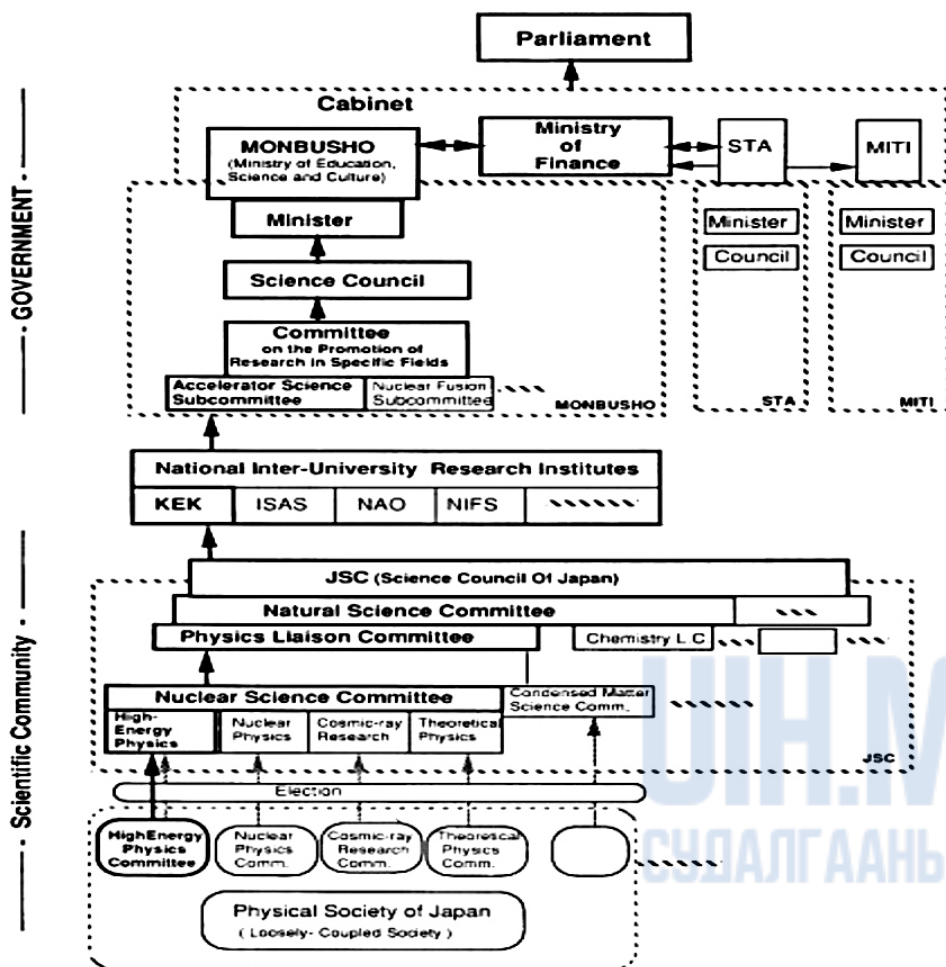 Parliament
Cabinet
MONBUSHO
(Ministry of Education,
Science and Culture)
Ministry
of
Finance
STA
MITI
Minister
Minister
Minister
Council
Council
Science Council
Committee
on the Promotion of
Research in Specific Fields
Accelerator Science
Subcommittee
Nuclear Fusion
Subcommittee
MONBUSHO
STA
MITI
GOVERNMENT
National Inter-University Research Institutes
KEK
ISAS
NAO
NIFS
JSC (Science Council Of Japan)
Natural Science Committee
Physics Liaison Committee
Chemistry L.C
Nuclear Science Committee
Condensed Matter
Science Comm.
High-
Energy
Physics
Nuclear
Physics
Cosmic-ray
Research
Theoretical
Physics
JSC
Scientific Community
Election
HighEnergy
Physics
Committee
Nuclear
Physics
Comm.
Cosmic-ray
Research
Comm.
Theoretical
Physics
Comm.
Physical Society of Japan
( Loosely- Coupled Society )
UIH.M
СУДАЛГААНЫ